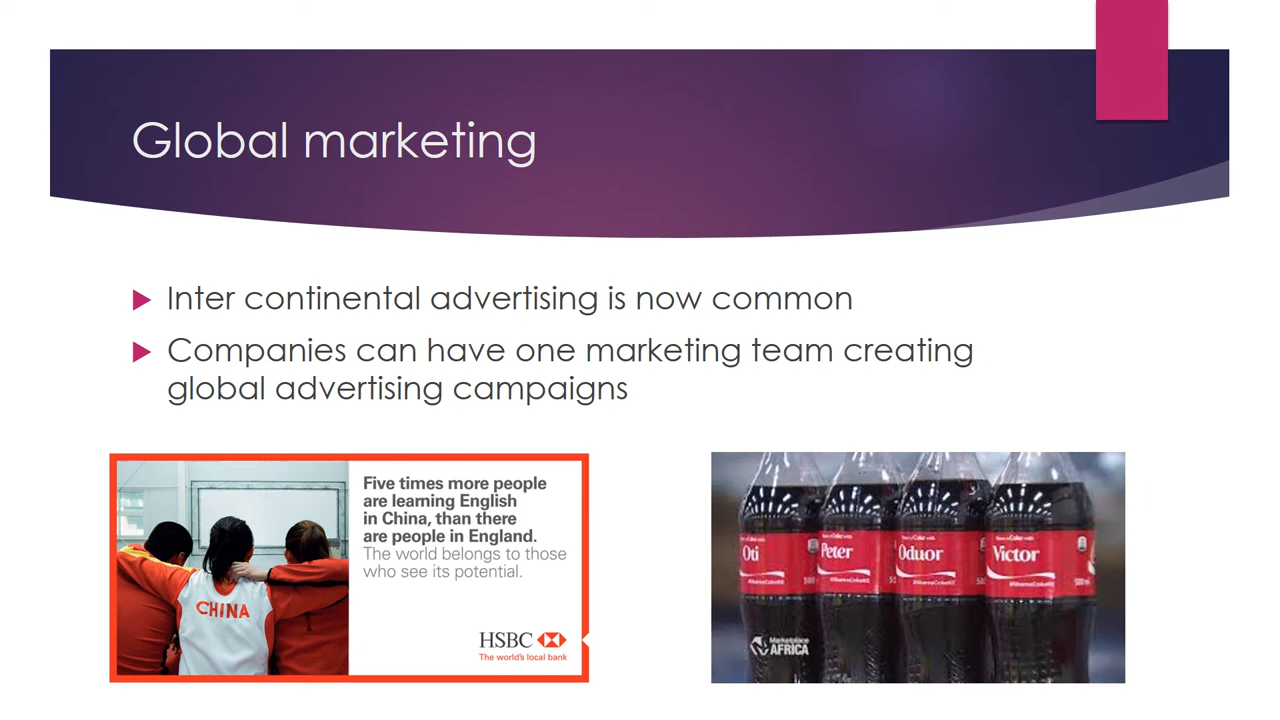 Global marketing
Inter continental advertising is now common
Companies can have one marketing team creating
global advertising campaigns
Five times more people
are learning English
in China, than there
are people in England.
The world belongs to those
who see its potential.
HSBC
The world's local bank
CHINA
Oti
Peter
Oduor
Victor
#ShareaCokeKE
500
Marketplace
AFRICA